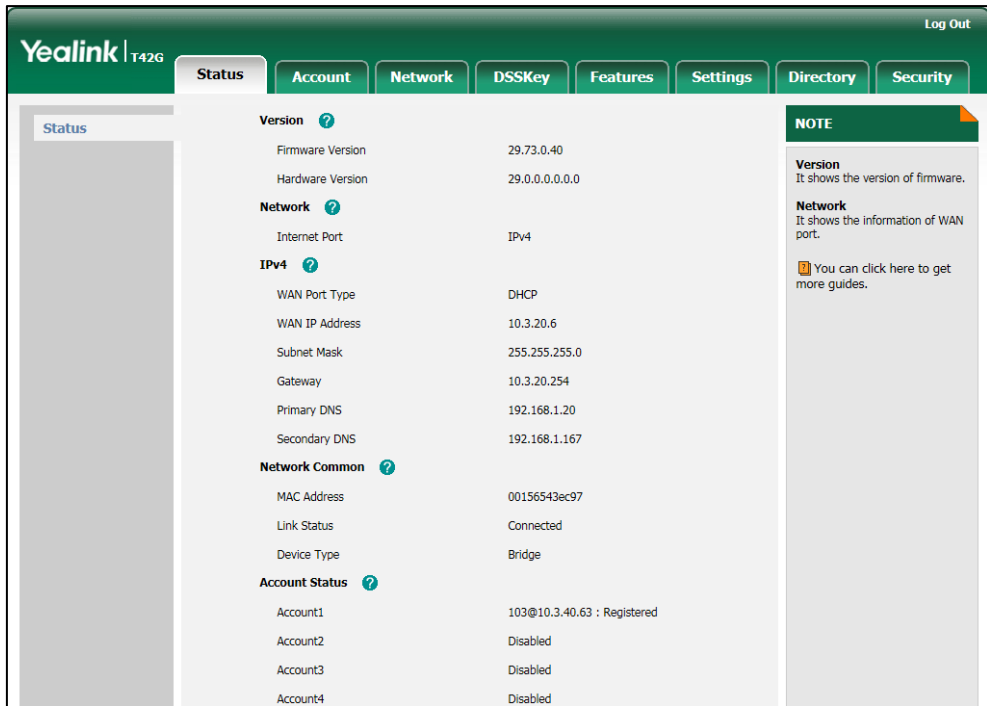 Log Out
Yealink T42G
Status Account Network DSSKey Features Settings Directory Security
Status
Version ?
Firmware Version 29.73.0.40
Hardware Version 29.0.0.0.0.0.0
Network ?
Internet Port IPv4
IPv4 ?
WAN Port Type DHCP
WAN IP Address 10.3.20.6
Subnet Mask 255.255.255.0
Gateway 10.3.20.254
Primary DNS 192.168.1.20
Secondary DNS 192.168.1.167
Network Common ?
MAC Address 00156543ec97
Link Status Connected
Device Type Bridge
Account Status ?
Account1 103@10.3.40.63 : Registered
Account2 Disabled
Account3 Disabled
Account4 Disabled
NOTE
Version
It shows the version of firmware.
Network
It shows the information of WAN
port.
? You can click here to get
more guides.